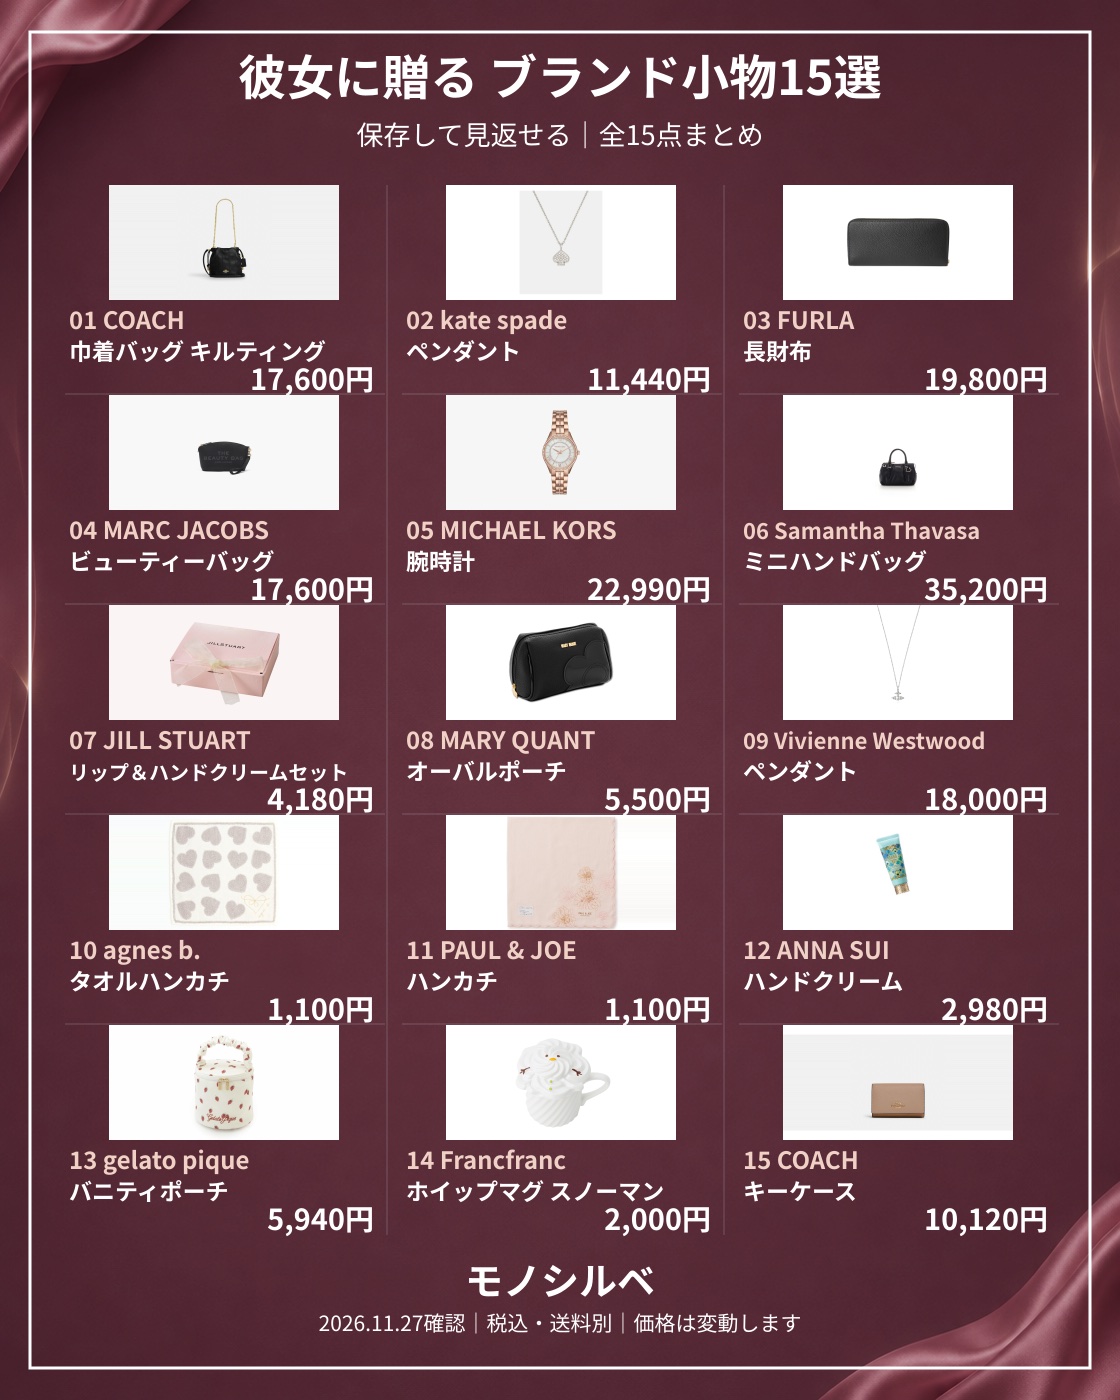 彼女に贈る ブランド小物15選
保存して見返せる｜全15点まとめ
01 COACH
巾着バッグ キルティング
17,600円
02 kate spade
ペンダント
11,440円
03 FURLA
長財布
19,800円
THE
BEAUTY BAG
04 MARC JACOBS
ビューティーバッグ
17,600円
05 MICHAEL KORS
腕時計
22,990円
06 Samantha Thavasa
ミニハンドバッグ
35,200円
JILLSTUART
07 JILL STUART
リップ＆ハンドクリームセット
4,180円
08 MARY QUANT
オーバルポーチ
5,500円
09 Vivienne Westwood
ペンダント
18,000円
10 agnes b.
タオルハンカチ
1,100円
11 PAUL & JOE
ハンカチ
1,100円
12 ANNA SUI
ハンドクリーム
2,980円
13 gelato pique
バニティポーチ
5,940円
14 Francfranc
ホイップマグ スノーマン
2,000円
15 COACH
キーケース
10,120円
モノシルベ
2026.11.27確認｜税込・送料別｜価格は変動します